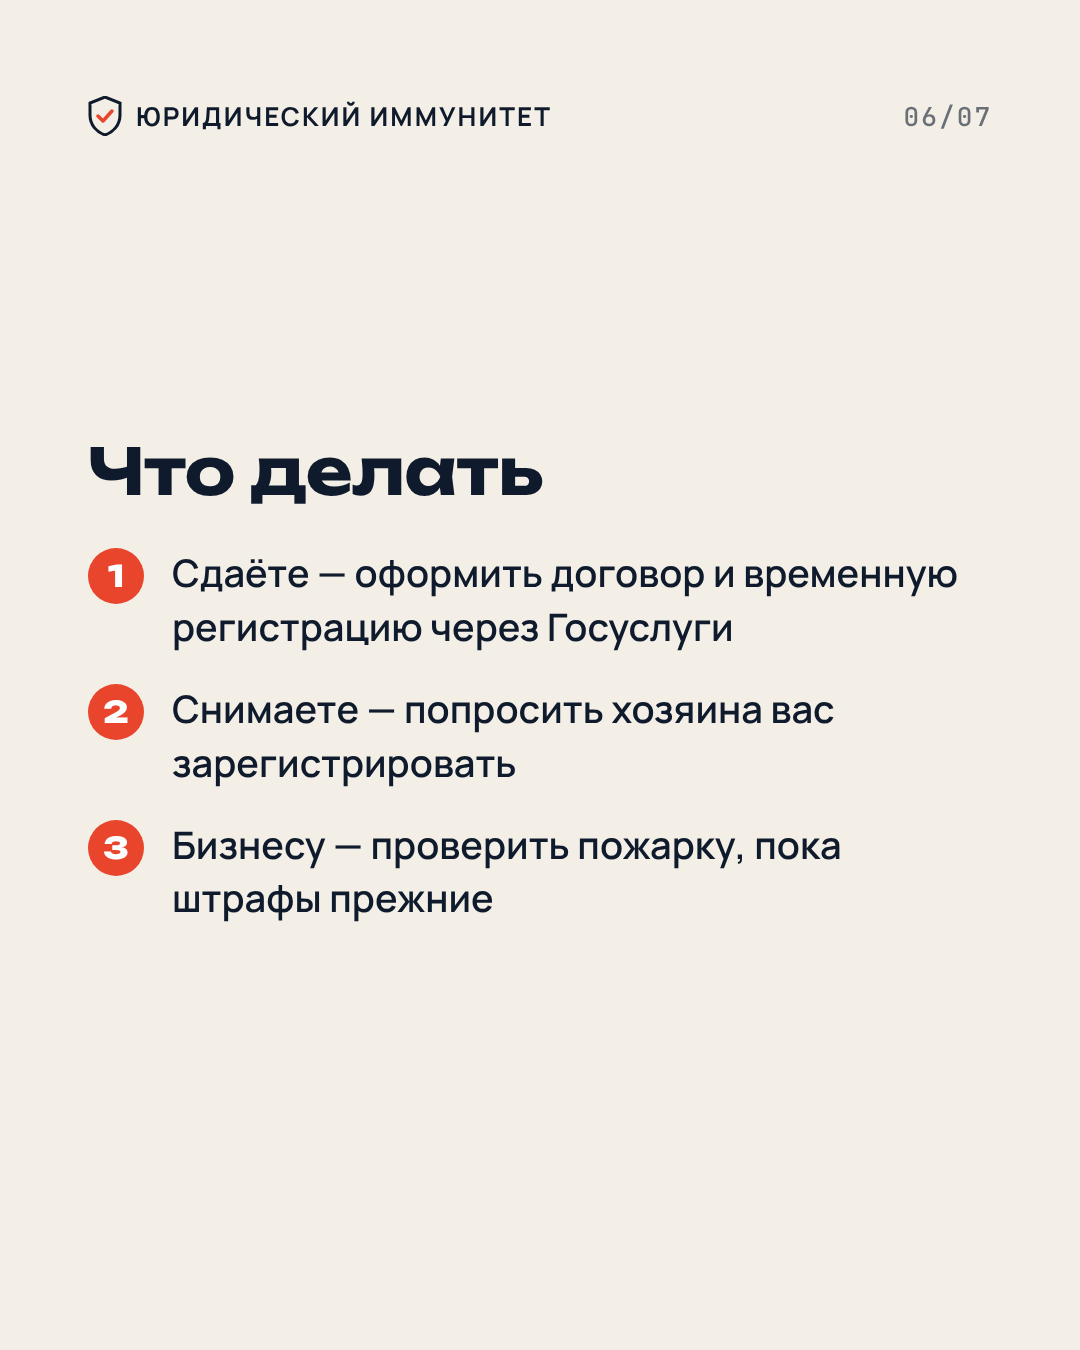 ЮРИДИЧЕСКИЙ ИММУНИТЕТ
06/07
Что делать
1 Сдаёте — оформить договор и временную
регистрацию через Госуслуги
2 Снимаете — попросить хозяина вас
зарегистрировать
3 Бизнесу — проверить пожарку, пока
штрафы прежние